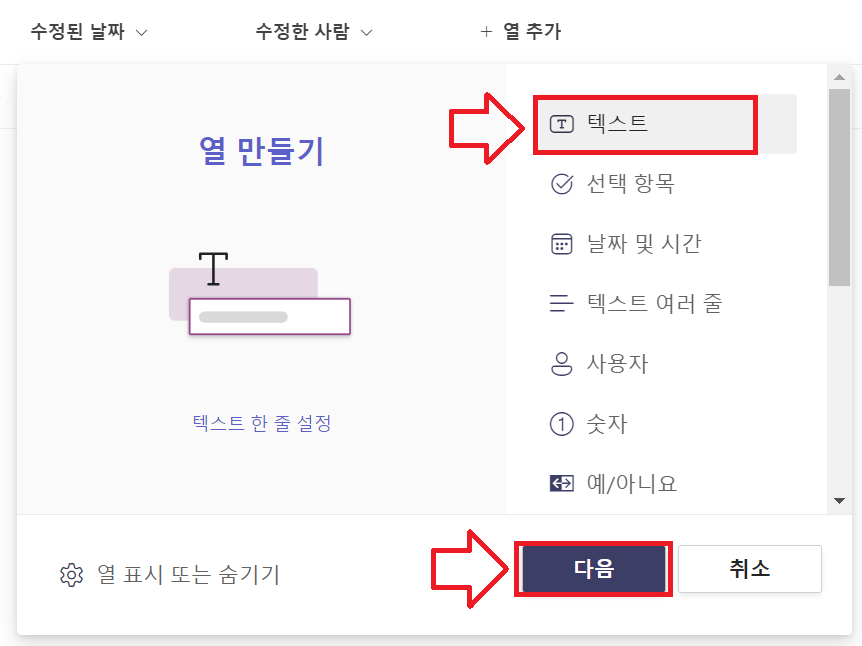 수정된 날짜 수정한 사람 + 열 추가
열 만들기
텍스트 한 줄 설정
텍스트
선택 항목
날짜 및 시간
텍스트 여러 줄
사용자
숫자
예/아니요
열 표시 또는 숨기기
다음
취소